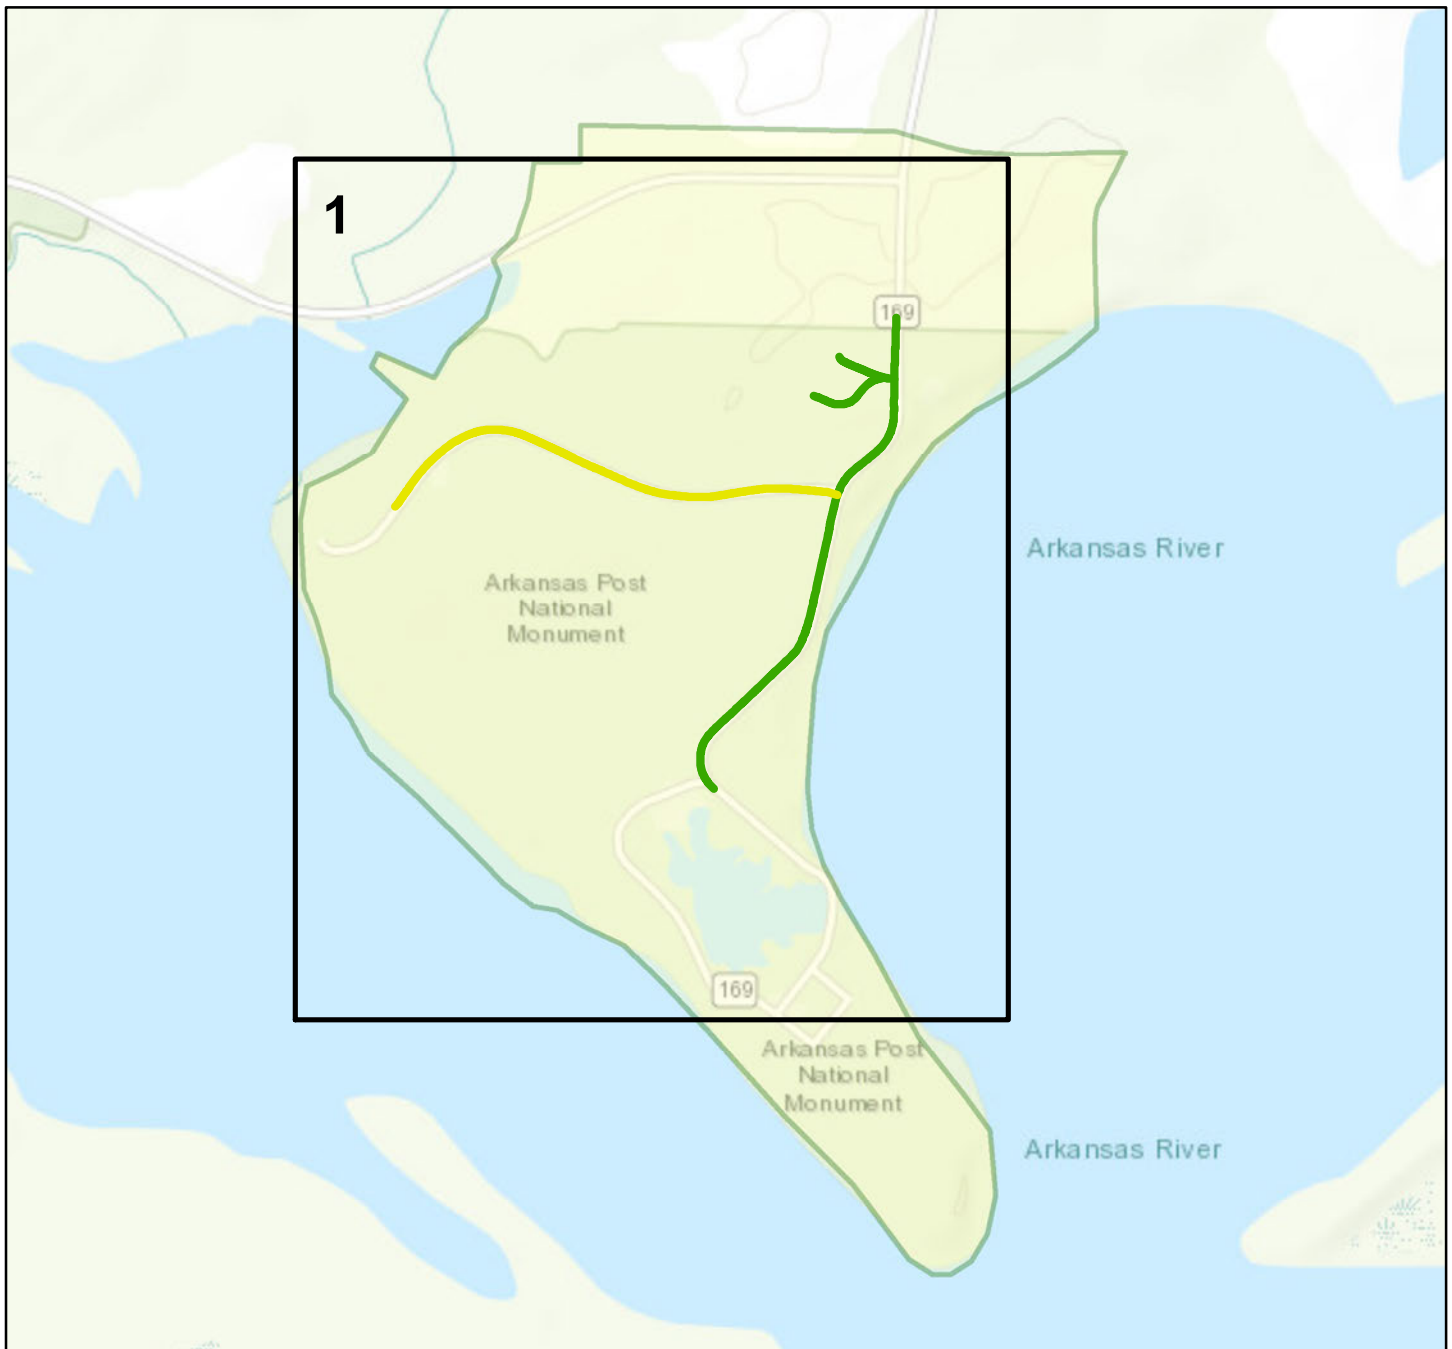 1
169
Arkansas River
Arkansas Post
National
Monument
169
Arkansas Post
National
Monument
Arkansas River